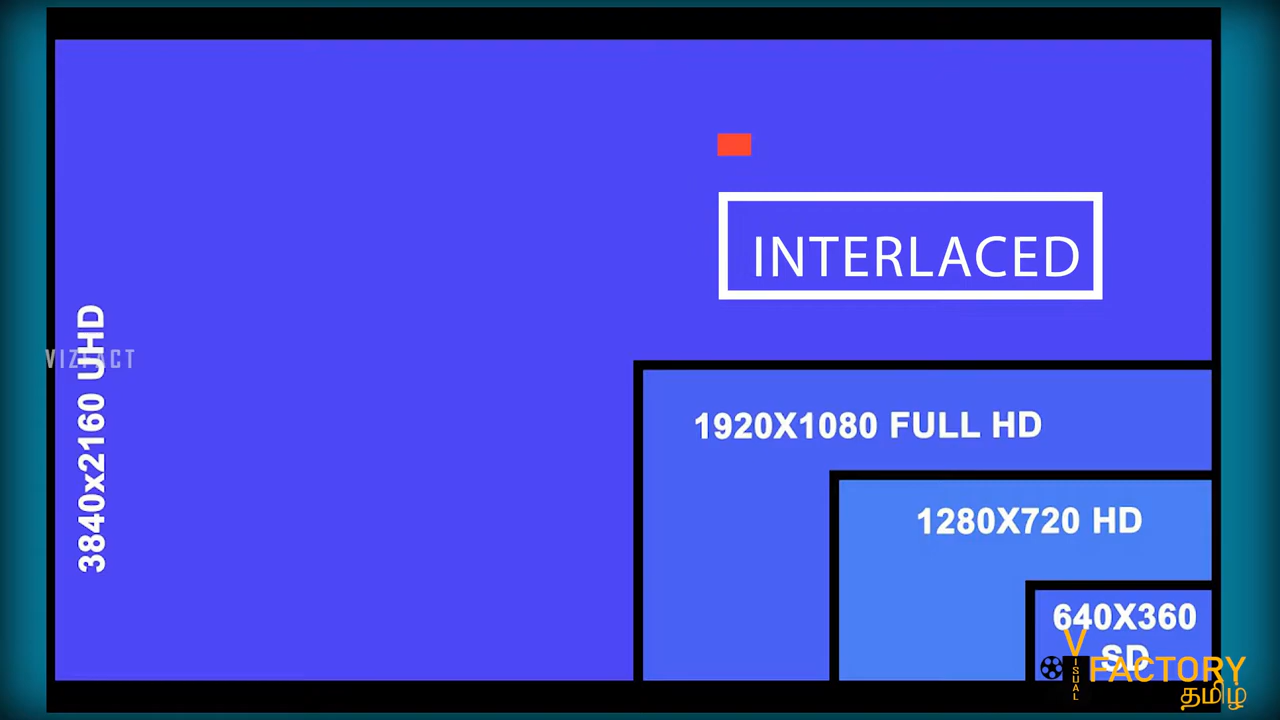 INTERLACED
3840x2160 UHD
VIZFACT
1920X1080 FULL HD
1280X720 HD
640X360
SD
VISUAL
FACTORY
தமிழ்